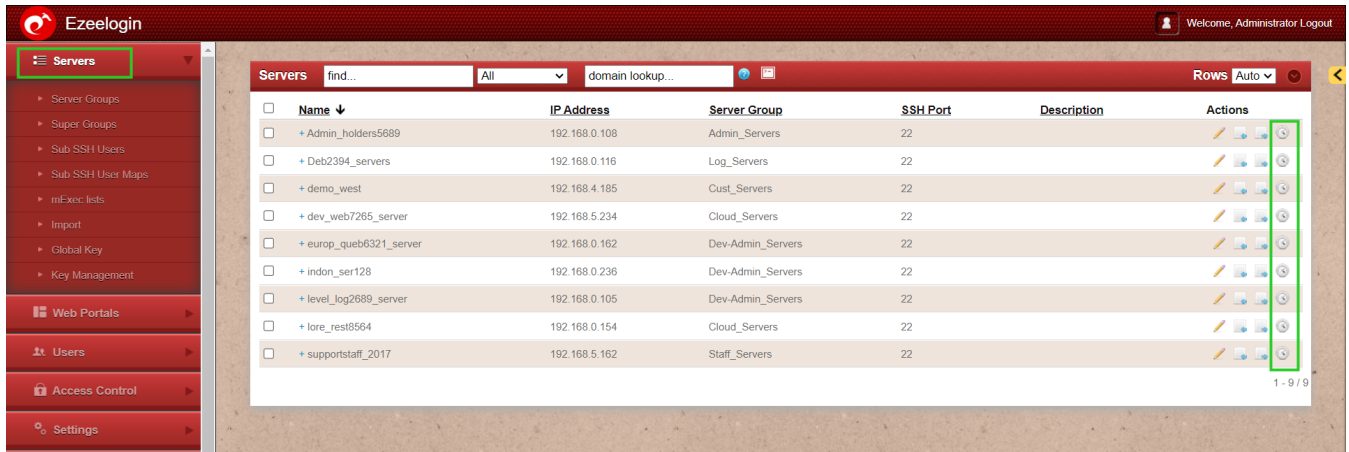 Ezeelogin
Welcome, Administrator Logout
Servers
Server Groups
Super Groups
Sub SSH Users
Sub SSH User Maps
mExec lists
Import
Global Key
Key Management
Web Portals
Users
Access Control
Settings
Servers find... All domain lookup... Rows Auto
Name IP Address Server Group SSH Port Description Actions
+ Admin_holders5689 192.168.0.108 Admin_Servers 22
+ Deb2394_servers 192.168.0.116 Log_Servers 22
+ demo_west 192.168.4.185 Cust_Servers 22
+ dev_web7265_server 192.168.5.234 Cloud_Servers 22
+ europ_queb6321_server 192.168.0.162 Dev-Admin_Servers 22
+ indon_ser128 192.168.0.236 Dev-Admin_Servers 22
+ level_log2689_server 192.168.0.105 Dev-Admin_Servers 22
+ lore_rest8564 192.168.0.154 Cloud_Servers 22
+ supportstaff_2017 192.168.5.162 Staff_Servers 22
1 - 9 / 9